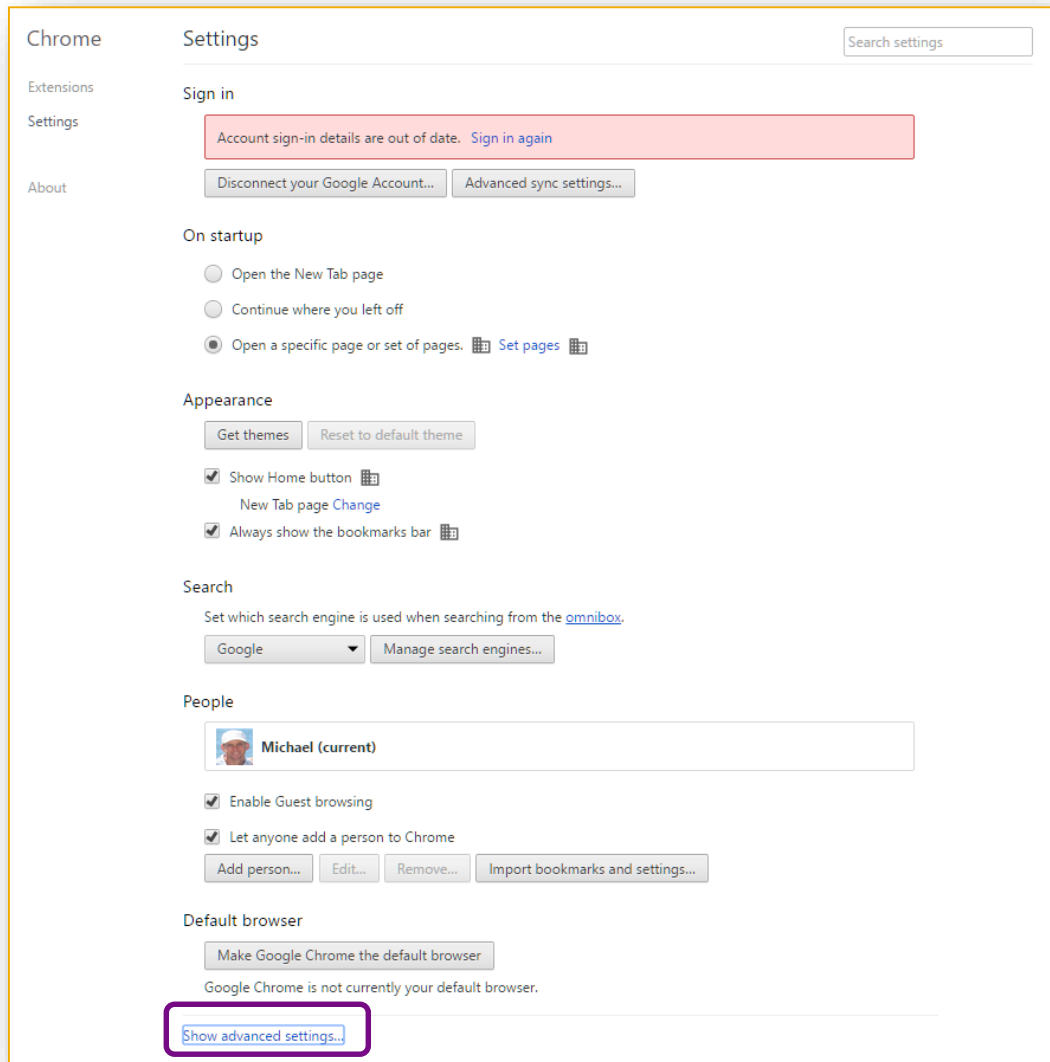 Chrome
Settings
Search settings
Extensions
Settings
About
Sign in
Account sign-in details are out of date. Sign in again
Disconnect your Google Account... Advanced sync settings...
On startup
Open the New Tab page
Continue where you left off
Open a specific page or set of pages. Set pages
Appearance
Get themes Reset to default theme
Show Home button
New Tab page Change
Always show the bookmarks bar
Search
Set which search engine is used when searching from the omnibox.
Google Manage search engines...
People
Michael (current)
Enable Guest browsing
Let anyone add a person to Chrome
Add person... Edit... Remove... Import bookmarks and settings...
Default browser
Make Google Chrome the default browser
Google Chrome is not currently your default browser.
Show advanced settings...